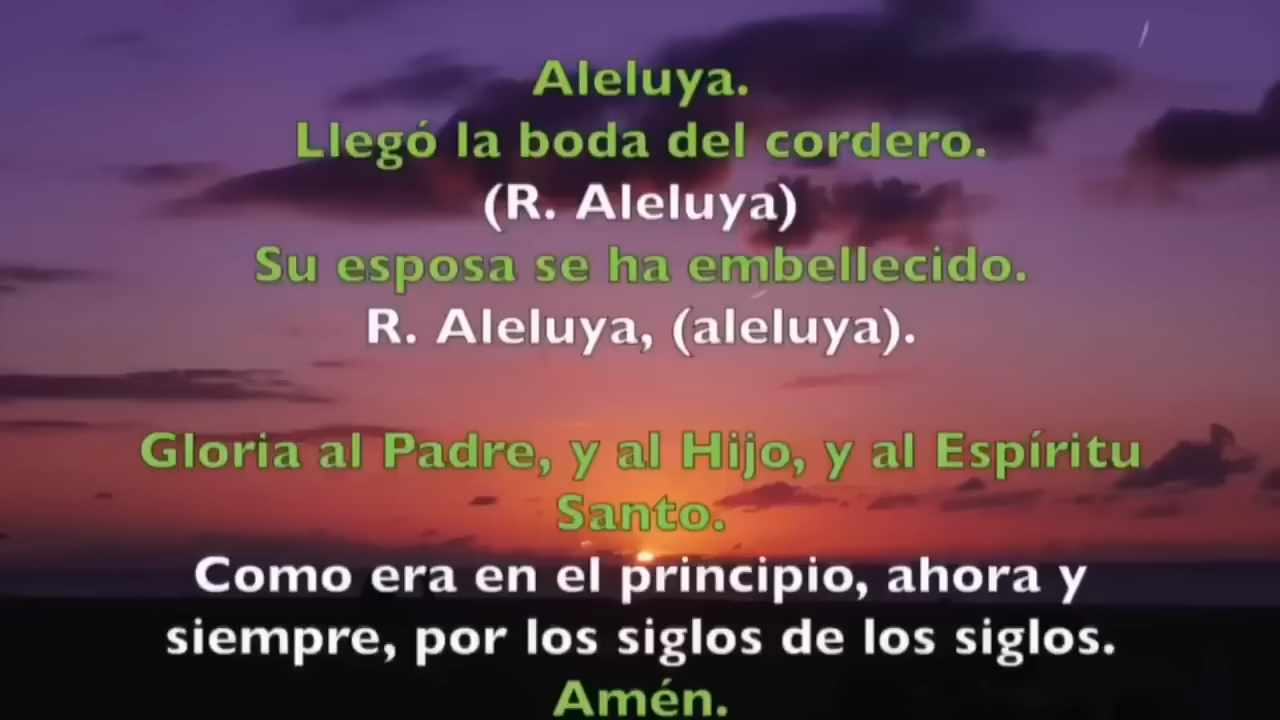 Aleluya.
Llegó la boda del cordero.
(R. Aleluya)
Su esposa se ha embellecido.
R. Aleluya, (aleluya).
Gloria al Padre, y al Hijo, y al Espíritu
Santo.
Como era en el principio, ahora y
siempre, por los siglos de los siglos.
Amén.